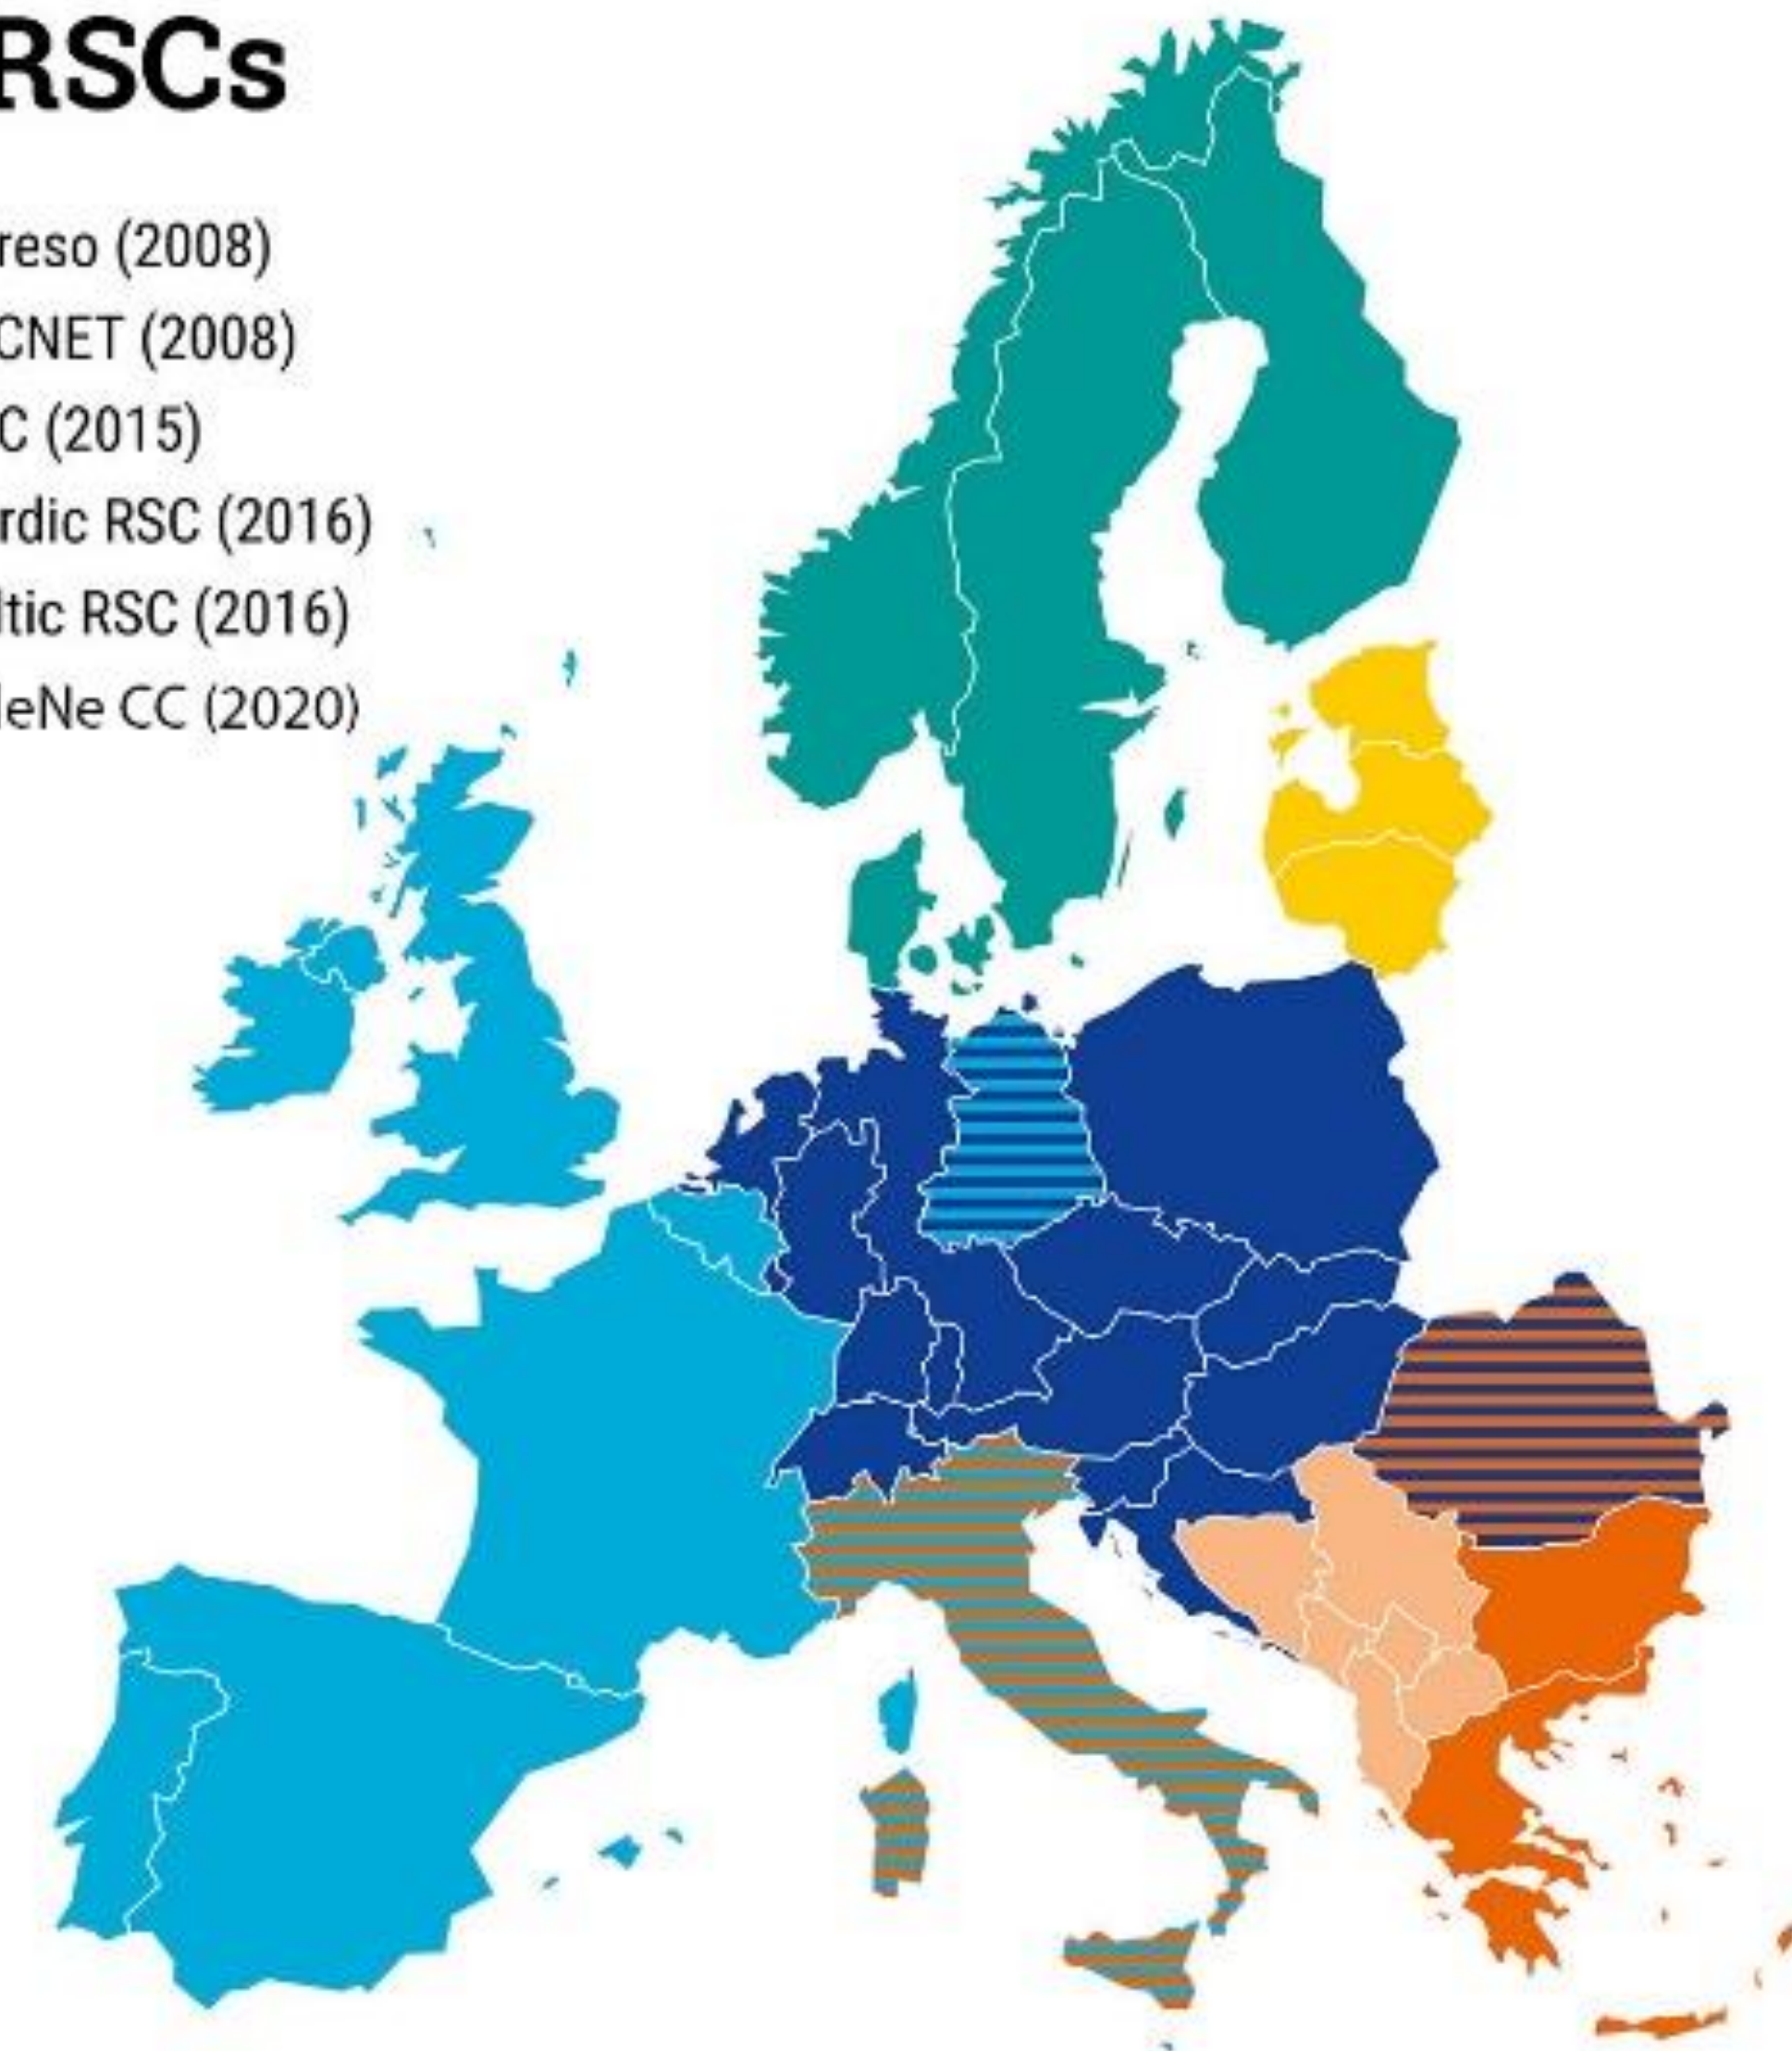 RSCs
reso (2008)
CNET (2008)
C (2015)
rdic RSC (2016)
ltic RSC (2016)
leNe CC (2020)